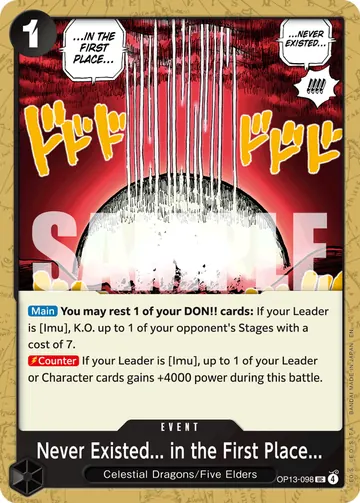 1
...IN THE
FIRST
PLACE...
NEVER
EXISTED...
!!!!
ドドド
ドドド
SAMPLE
Main You may rest 1 of your DON!! cards: If your Leader
is [Imu], K.O. up to 1 of your opponent's Stages with a
cost of 7.
Counter If your Leader is [Imu], up to 1 of your Leader
or Character cards gains +4000 power during this battle.
EVENT
Never Existed... in the First Place...
Celestial Dragons/Five Elders
OP13-098 UC 4